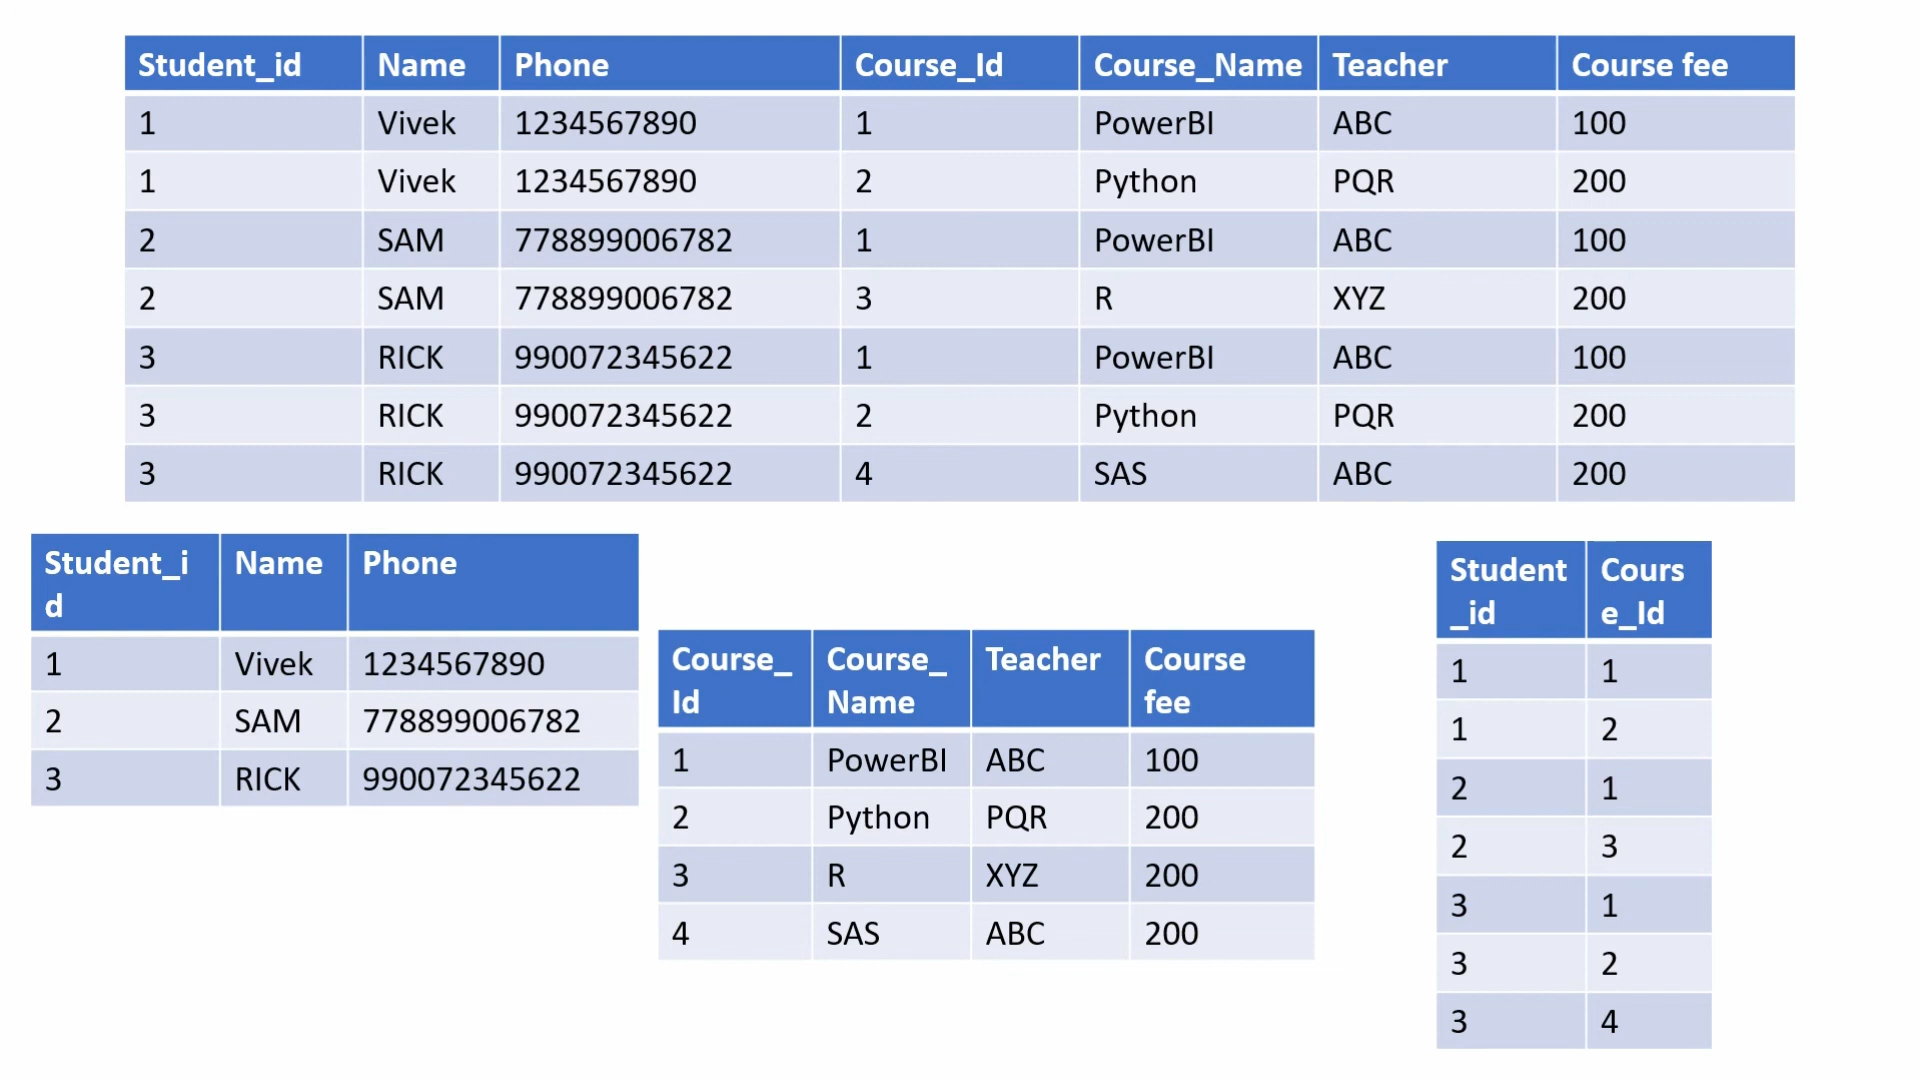 Student_id Name Phone Course_Id Course_Name Teacher Course fee
1 Vivek 1234567890 1 PowerBI ABC 100
1 Vivek 1234567890 2 Python PQR 200
2 SAM 778899006782 1 PowerBI ABC 100
2 SAM 778899006782 3 R XYZ 200
3 RICK 990072345622 1 PowerBI ABC 100
3 RICK 990072345622 2 Python PQR 200
3 RICK 990072345622 4 SAS ABC 200
Student_i Name Phone
d
1 Vivek 1234567890
2 SAM 778899006782
3 RICK 990072345622
Course_ Course_ Teacher Course
Id Name fee
1 PowerBI ABC 100
2 Python PQR 200
3 R XYZ 200
4 SAS ABC 200
Student Cours
_id e_Id
1 1
1 2
2 1
2 3
3 1
3 2
3 4